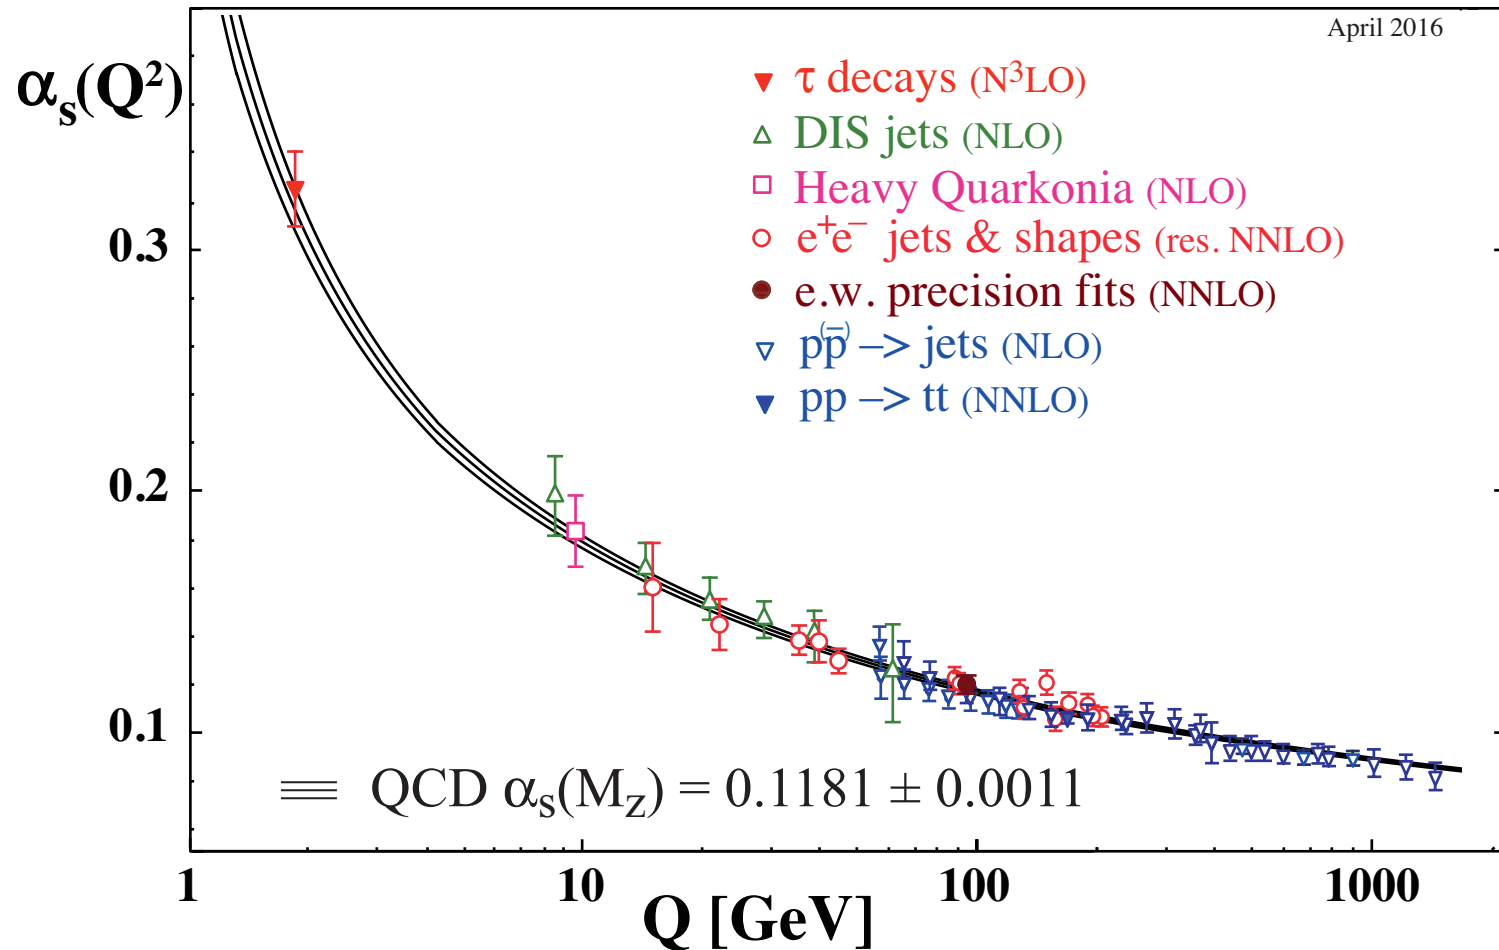 April 2016
αs(Q²)
τ decays (N³LO)
DIS jets (NLO)
Heavy Quarkonia (NLO)
e⁺e⁻ jets & shapes (res. NNLO)
e.w. precision fits (NNLO)
p(p̅) –> jets (NLO)
pp –> tt (NNLO)
0.3
0.2
0.1
QCD αs(Mz) = 0.1181 ± 0.0011
1 10 100 1000
Q [GeV]